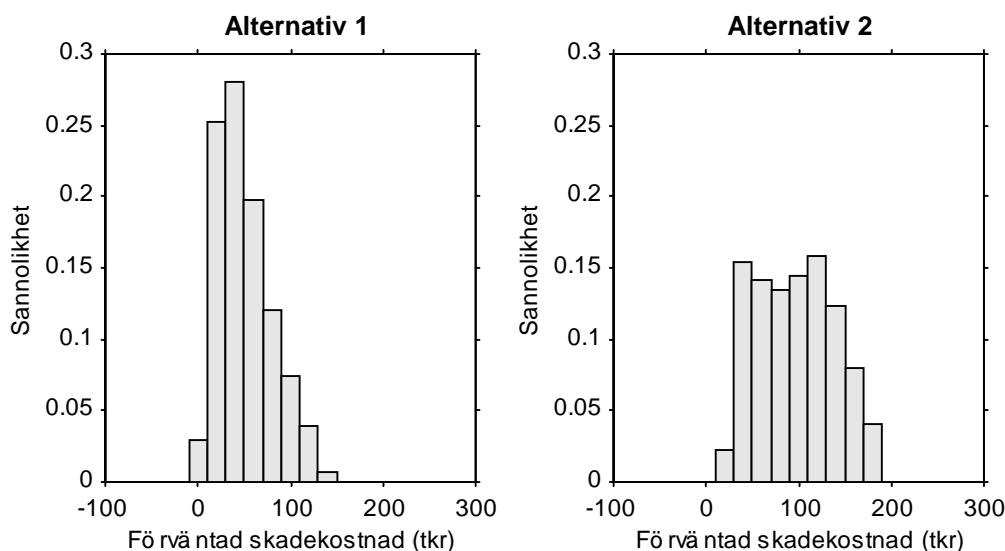 Alternativ 1
0.3
0.25
0.2
0.15
0.1
0.05
0
-100 0 100 200 300
Sannolikhet
Förväntad skadekostnad (tkr)
Alternativ 2
0.3
0.25
0.2
0.15
0.1
0.05
0
-100 0 100 200 300
Sannolikhet
Förväntad skadekostnad (tkr)